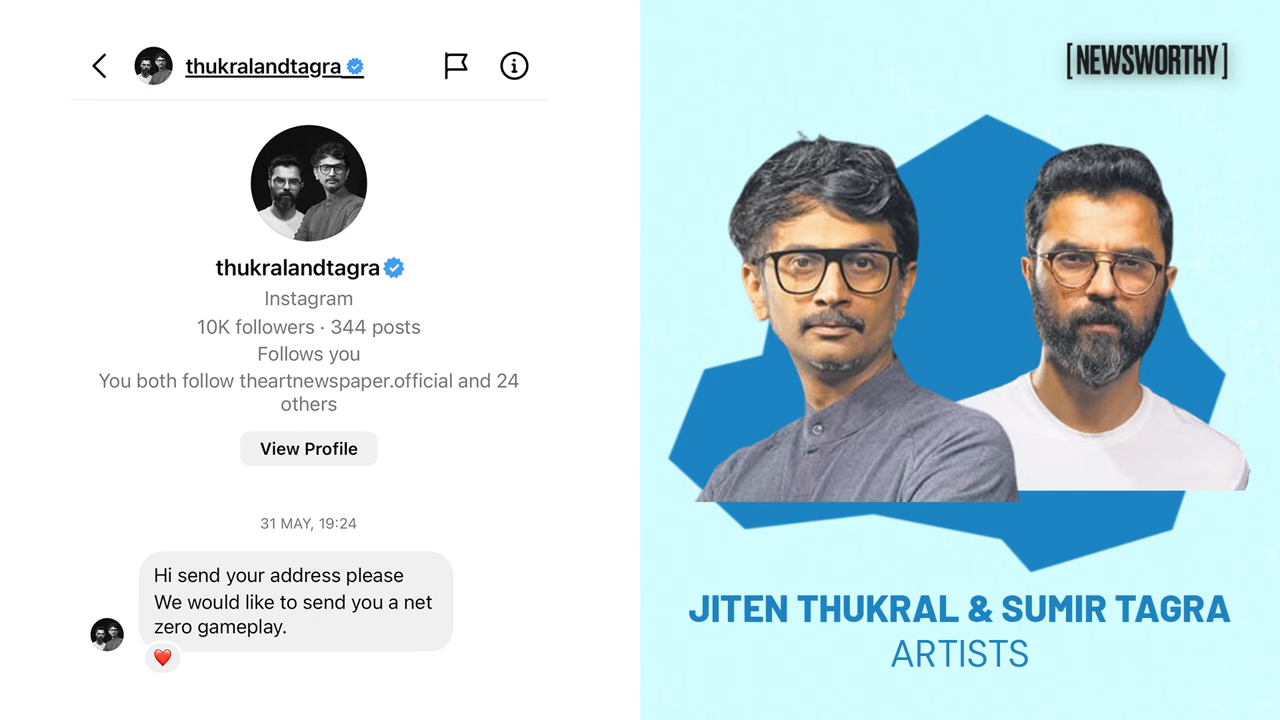 thukralandtagra
thukralandtagra
Instagram
10K followers · 344 posts
Follows you
You both follow theartnewspaper.official and 24
others
View Profile
31 MAY, 19:24
Hi send your address please
We would like to send you a net
zero gameplay.
[NEWSWORTHY]
JITEN THUKRAL & SUMIR TAGRA
ARTISTS